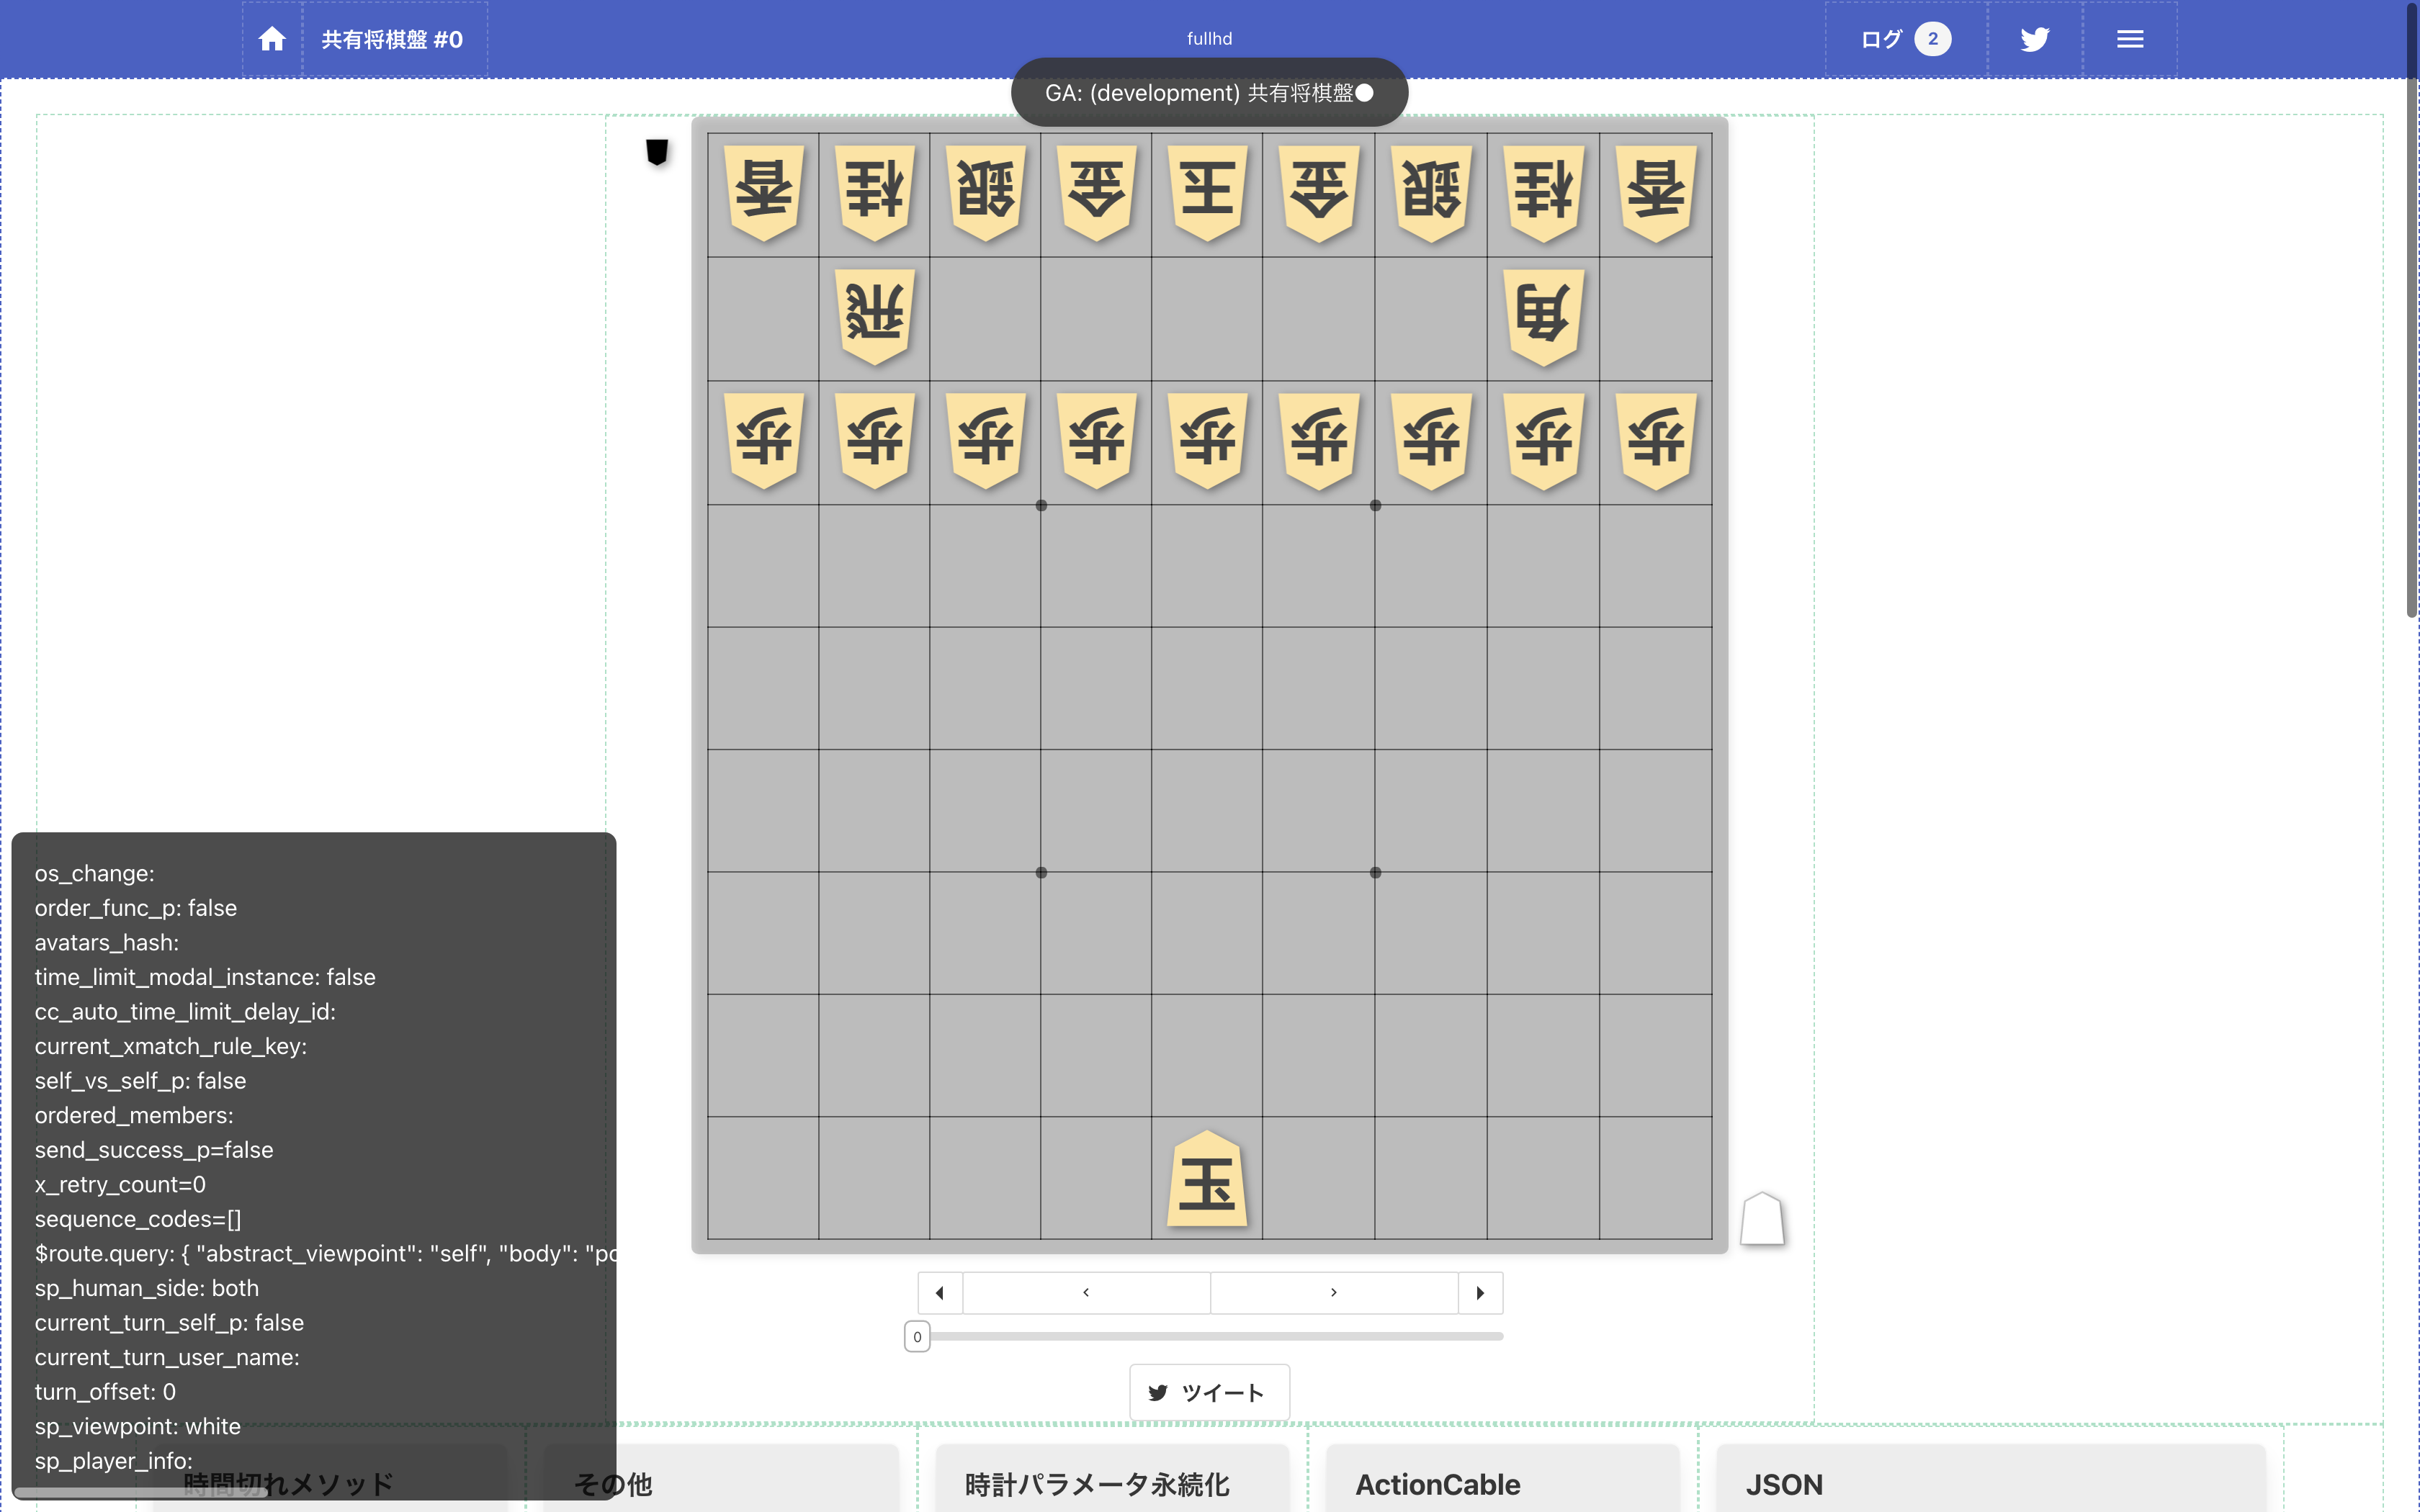 共有将棋盤 #0
fullhd
ログ 2
GA: (development) 共有将棋盤●
香 桂 銀 金 玉 金 銀 桂 香
飛 角
歩 歩 歩 歩 歩 歩 歩 歩 歩
玉
0
ツイート
os_change:
order_func_p: false
avatars_hash:
time_limit_modal_instance: false
cc_auto_time_limit_delay_id:
current_xmatch_rule_key:
self_vs_self_p: false
ordered_members:
send_success_p=false
x_retry_count=0
sequence_codes=[]
$route.query: { "abstract_viewpoint": "self", "body": "po
sp_human_side: both
current_turn_self_p: false
current_turn_user_name:
turn_offset: 0
sp_viewpoint: white
sp_player_info:
時間切れメソッド
その他
時計パラメータ永続化
ActionCable
JSON